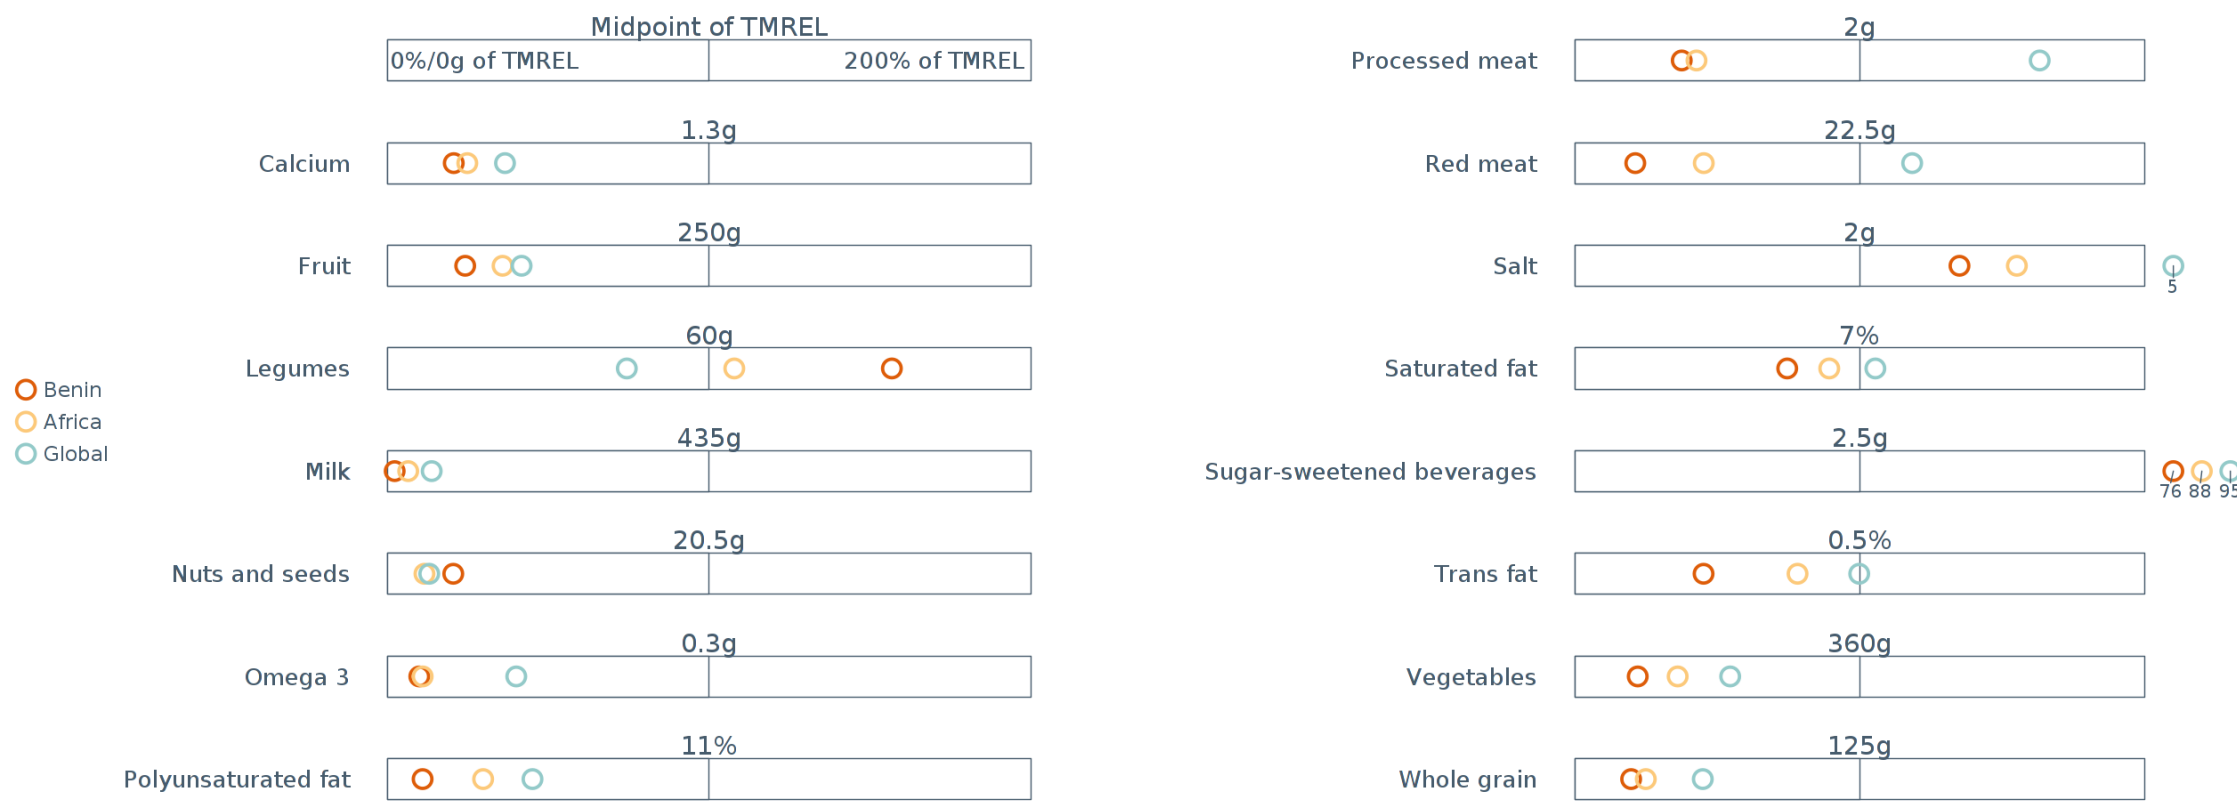 Midpoint of TMREL
0%/0g of TMREL 200% of TMREL
1.3g
Calcium
250g
Fruit
60g
Legumes
435g
Milk
20.5g
Nuts and seeds
0.3g
Omega 3
11%
Polyunsaturated fat
Benin
Africa
Global
2g
Processed meat
22.5g
Red meat
2g
Salt
5
7%
Saturated fat
2.5g
Sugar-sweetened beverages
76 88 95
0.5%
Trans fat
360g
Vegetables
125g
Whole grain